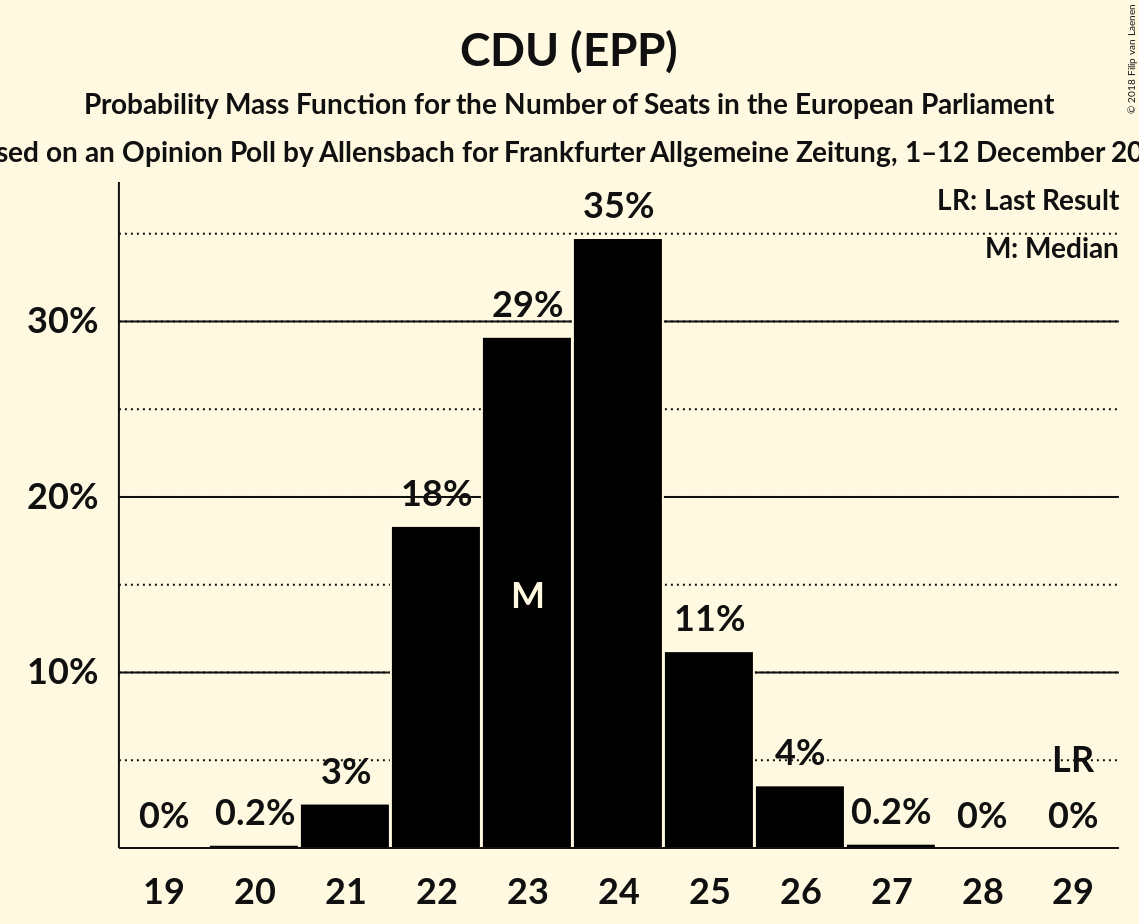 CDU (EPP)
Probability Mass Function for the Number of Seats in the European Parliament
sed on an Opinion Poll by Allensbach for Frankfurter Allgemeine Zeitung, 1–12 December 20
© 2018 Filip van Laenen
LR: Last Result
M: Median
35%
29%
30%
18%
20%
M
11%
10%
4%
LR
3%
0%
0.2%
0.2%
0%
0%
19 20 21 22 23 24 25 26 27 28 29